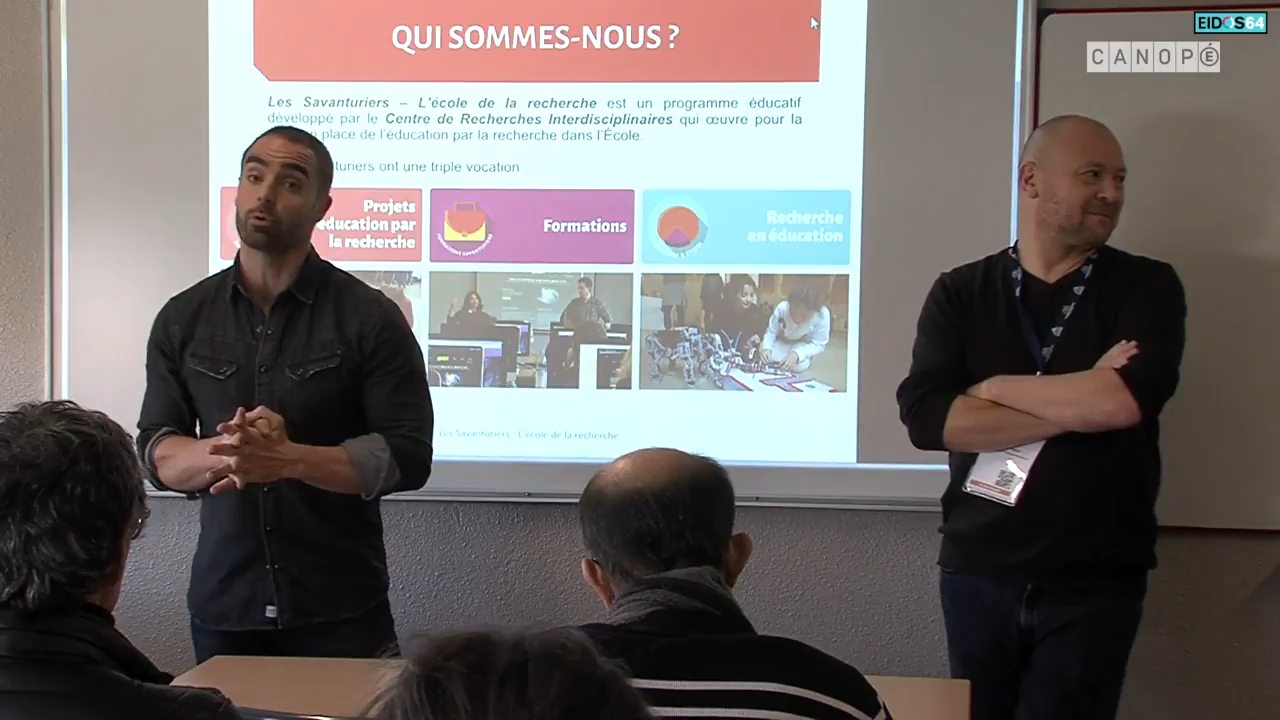 EIDOS64
CANOPÉ
QUI SOMMES-NOUS ?
Les Savanturiers – L'école de la recherche est un programme éducatif
développé par le Centre de Recherches Interdisciplinaires qui œuvre pour la
place de l'éducation par la recherche dans l'École.
ont une triple vocation
Projets
éducation par
la recherche
Formations
Recherche
en éducation
Les Savanturiers - L'école de la recherche